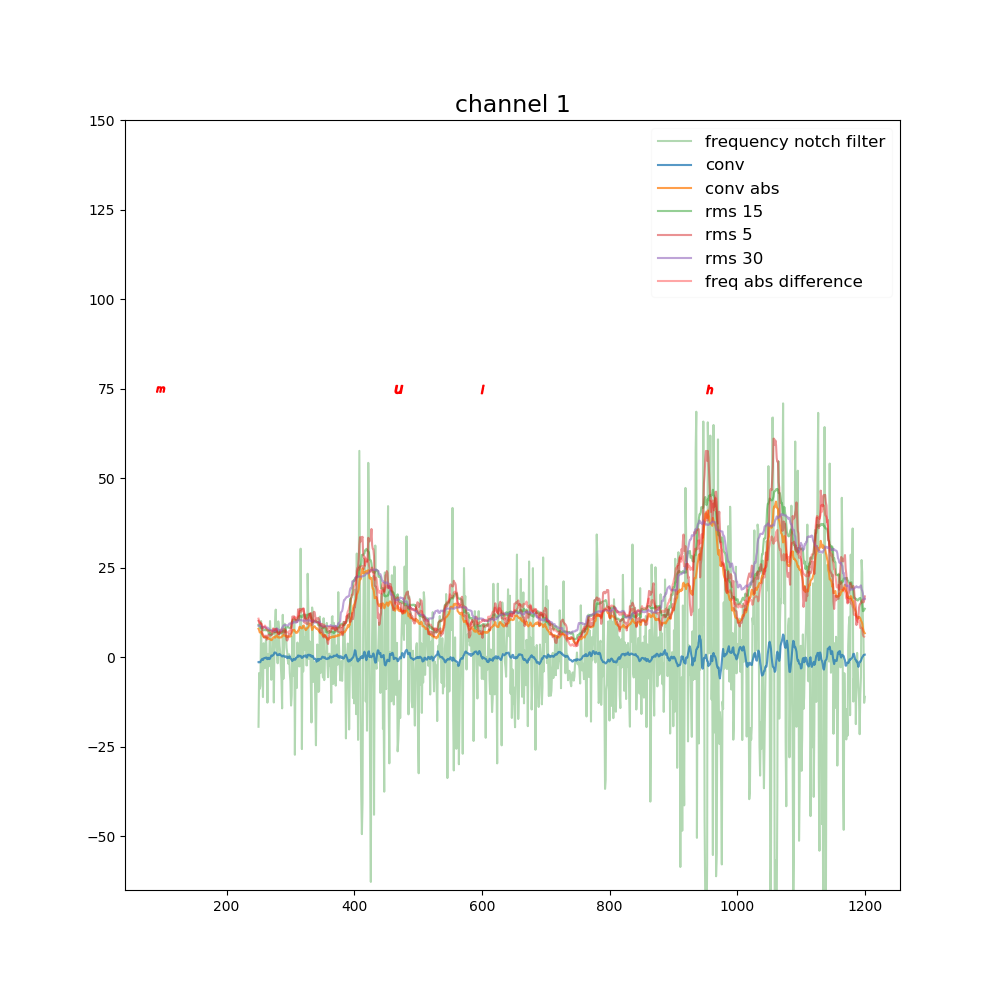 channel 1
150
125
100
75
50
25
0
−25
−50
frequency notch filter
conv
conv abs
rms 15
rms 5
rms 30
freq abs difference
m u l h
200 400 600 800 1000 1200